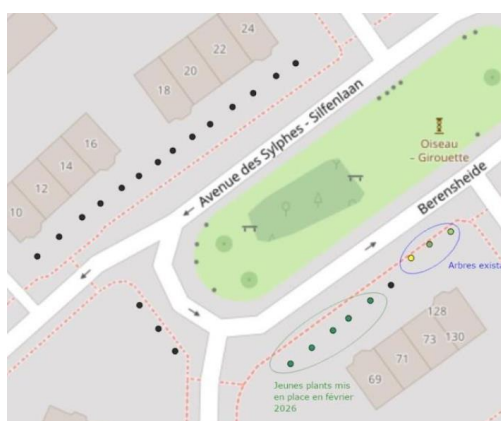 24
22
20
18
16
14
12
10
Avenue des Sylphes - Silfenlaan
Oiseau
- Girouette
Berensheide
Arbres exista
128
73
130
71
69
Jeunes plants mis
en place en février
2026